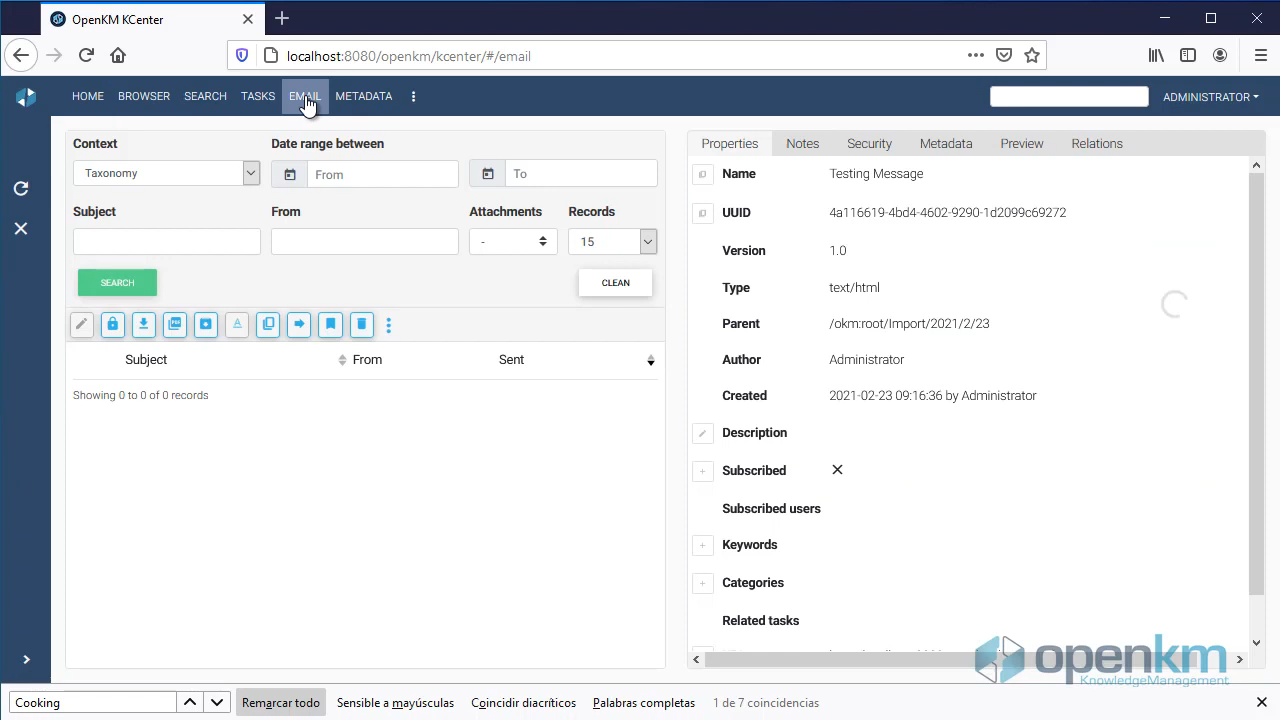 OpenKM KCenter
localhost:8080/openkm/kcenter/#/email
HOME BROWSER SEARCH TASKS EMAIL METADATA
ADMINISTRATOR
Context Date range between
Taxonomy From To
Subject From Attachments Records
- 15
SEARCH CLEAN
PDF A
Subject From Sent
Showing 0 to 0 of 0 records
Properties Notes Security Metadata Preview Relations
Name Testing Message
UUID 4a116619-4bd4-4602-9290-1d2099c69272
Version 1.0
Type text/html
Parent /okm:root/Import/2021/2/23
Author Administrator
Created 2021-02-23 09:16:36 by Administrator
Description
Subscribed
Subscribed users
Keywords
Categories
Related tasks
openkm
KnowledgeManagement
Cooking Remarcar todo Sensible a mayúsculas Coincidir diacríticos Palabras completas 1 de 7 coincidencias